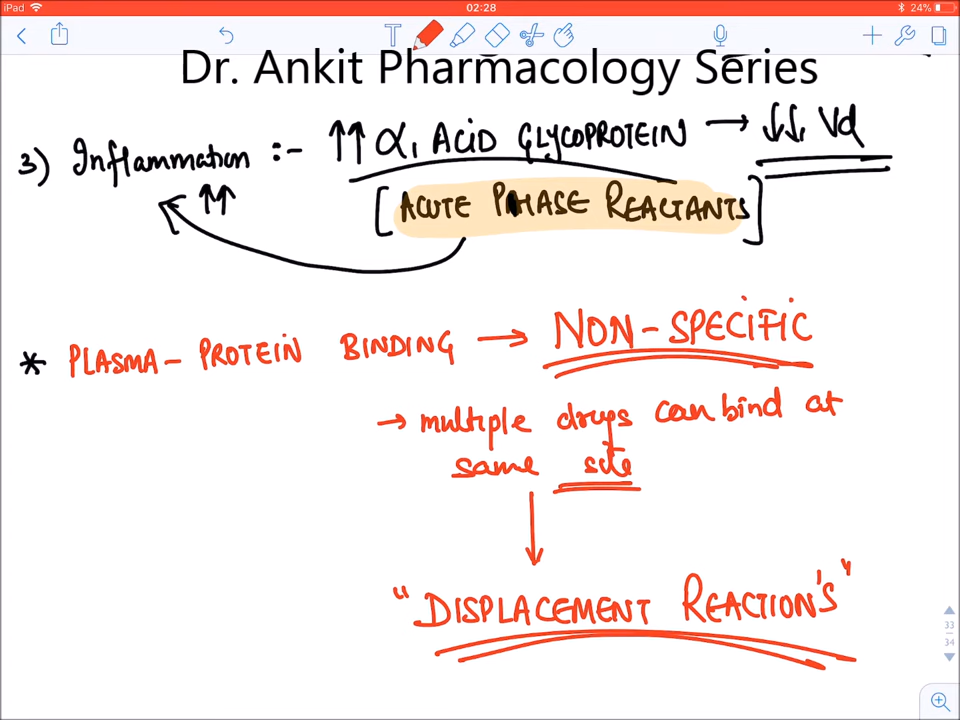 iPad 02:28 24%
Dr. Ankit Pharmacology Series
3) Inflammation :- ↑↑ α1 ACID GLYCOPROTEIN → ↓↓ Vd
↑↑ [ACUTE PHASE REACTANTS]
* PLASMA-PROTEIN BINDING → NON-SPECIFIC
→ multiple drugs can bind at
same site
↓
"DISPLACEMENT REACTION'S"
33
34